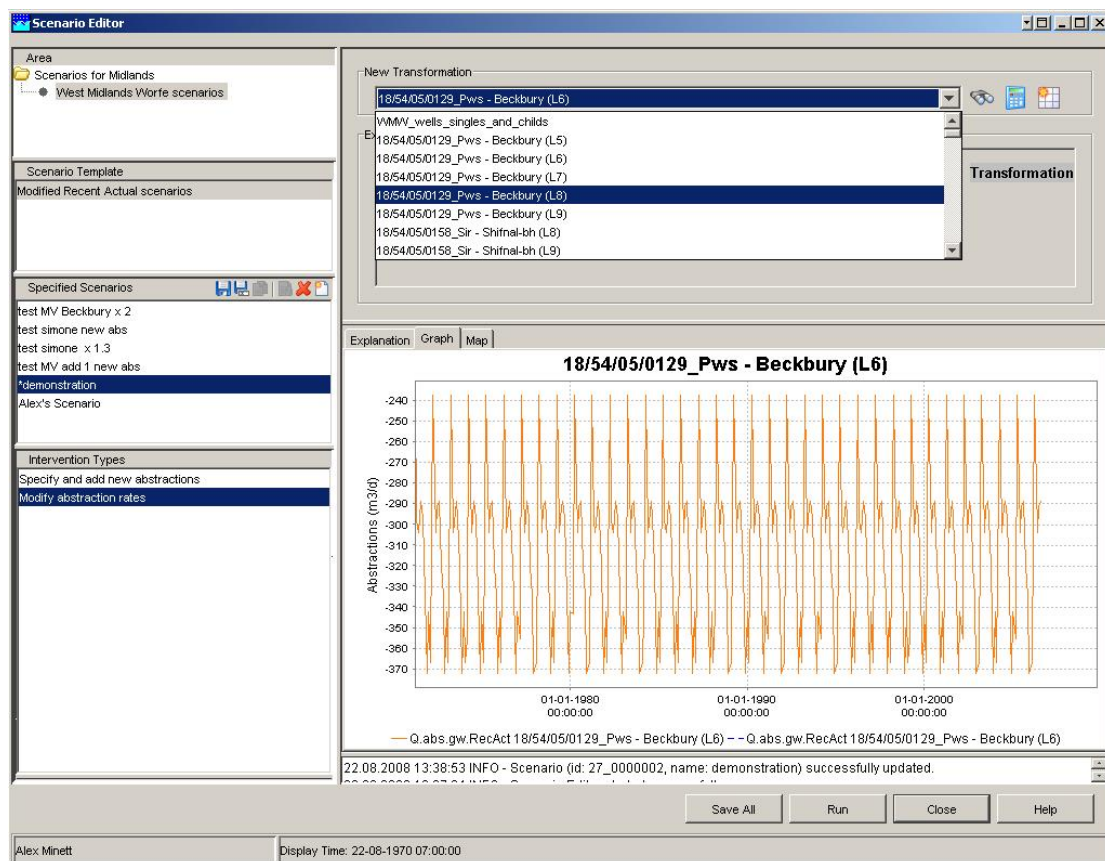 Scenario Editor
Area
Scenarios for Midlands
West Midlands Worfe scenarios
Scenario Template
Modified Recent Actual scenarios
Specified Scenarios
test MV Beckbury x 2
test simone new abs
test simone x 1.3
test MV add 1 new abs
*demonstration
Alex's Scenario
Intervention Types
Specify and add new abstractions
Modify abstraction rates
New Transformation
18/54/05/0129_Pws - Beckbury (L6)
WMW_wells_singles_and_childs
18/54/05/0129_Pws - Beckbury (L5)
18/54/05/0129_Pws - Beckbury (L6)
18/54/05/0129_Pws - Beckbury (L7)
18/54/05/0129_Pws - Beckbury (L8)
18/54/05/0129_Pws - Beckbury (L9)
18/54/05/0158_Sir - Shifnal-bh (L8)
18/54/05/0158_Sir - Shifnal-bh (L9)
Ex
Transformation
Explanation Graph Map
18/54/05/0129_Pws - Beckbury (L6)
Abstractions (m3/d)
-240
-250
-260
-270
-280
-290
-300
-310
-320
-330
-340
-350
-360
-370
01-01-1980 01-01-1990 01-01-2000
00:00:00 00:00:00 00:00:00
Q.abs.gw.RecAct 18/54/05/0129_Pws - Beckbury (L6) Q.abs.gw.RecAct 18/54/05/0129_Pws - Beckbury (L6)
22.08.2008 13:38:53 INFO - Scenario (id: 27_0000002, name: demonstration) successfully updated.
Save All Run Close Help
Alex Minett Display Time: 22-08-1970 07:00:00